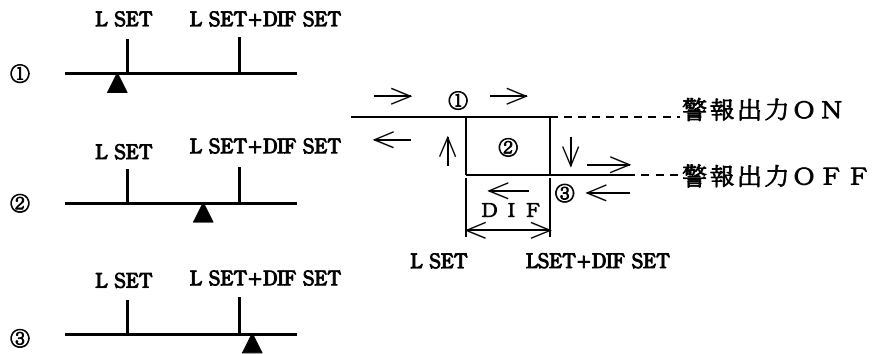 L SET L SET+DIF SET
①
L SET L SET+DIF SET
②
L SET L SET+DIF SET
③
① 警報出力ON
②
警報出力OFF
③
DIF
L SET LSET+DIF SET